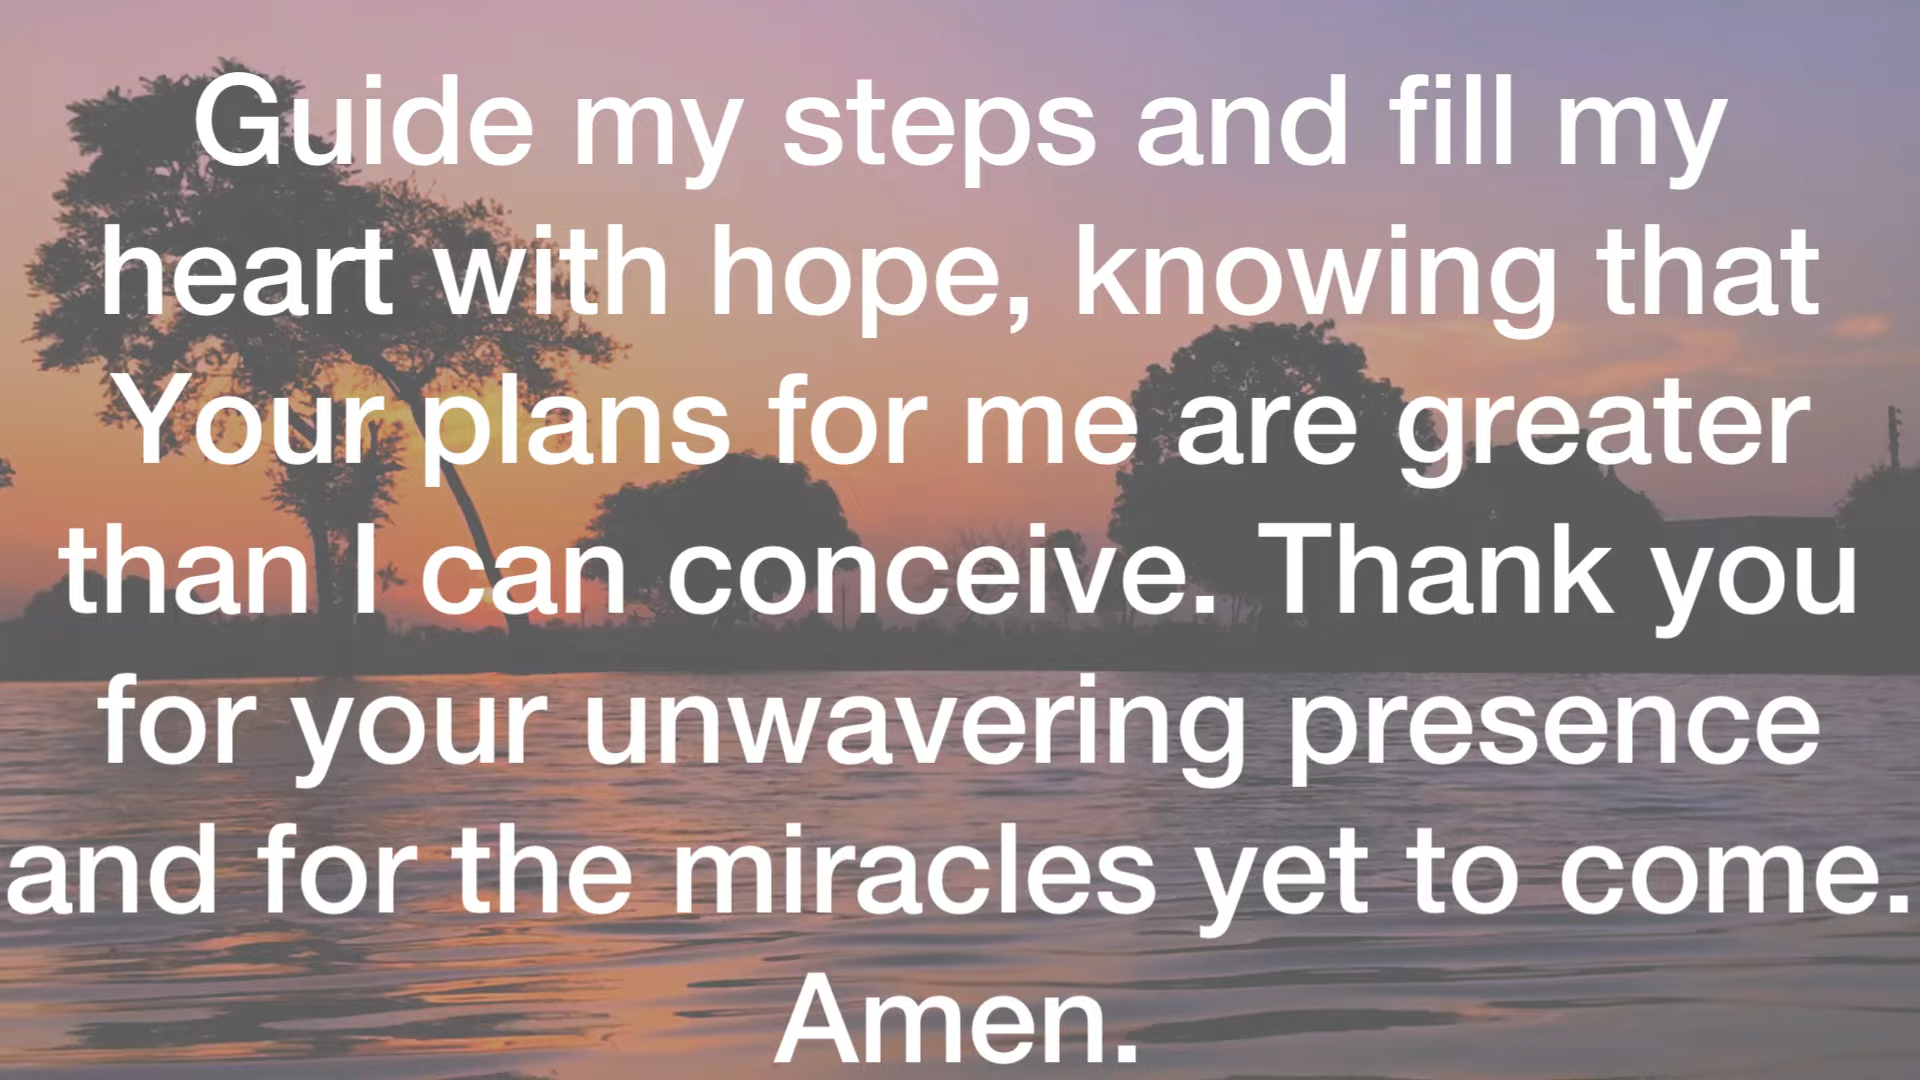 Guide my steps and fill my
heart with hope, knowing that
Your plans for me are greater
than I can conceive. Thank you
for your unwavering presence
and for the miracles yet to come.
Amen.